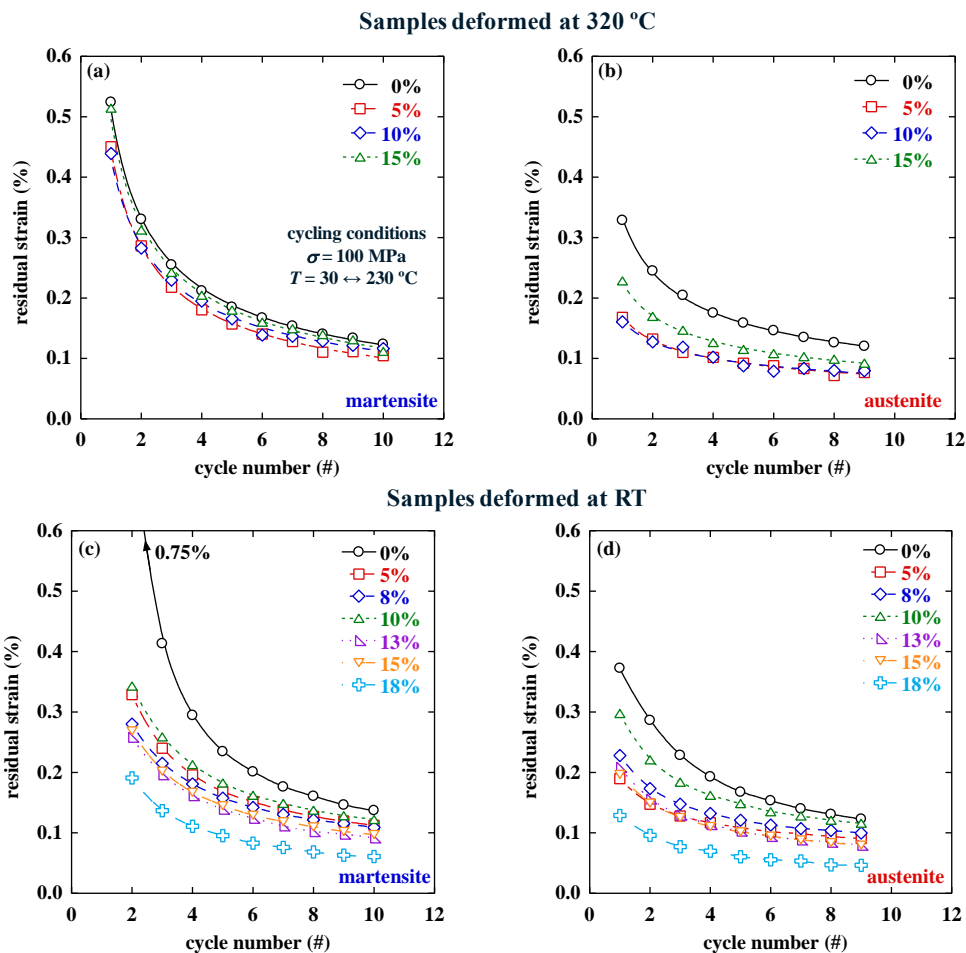 Samples deformed at 320 ºC
(a)
0%
5%
10%
15%
cycling conditions
σ = 100 MPa
T = 30 ↔ 230 ºC
martensite
0.6
0.5
0.4
0.3
0.2
0.1
0.0
0 2 4 6 8 10 12
residual strain (%)
cycle number (#)
(b)
0%
5%
10%
15%
austenite
0.6
0.5
0.4
0.3
0.2
0.1
0.0
0 2 4 6 8 10 12
residual strain (%)
cycle number (#)
Samples deformed at RT
(c)
0.75%
0%
5%
8%
10%
13%
15%
18%
martensite
0.6
0.5
0.4
0.3
0.2
0.1
0.0
0 2 4 6 8 10 12
residual strain (%)
cycle number (#)
(d)
0%
5%
8%
10%
13%
15%
18%
austenite
0.6
0.5
0.4
0.3
0.2
0.1
0.0
0 2 4 6 8 10 12
residual strain (%)
cycle number (#)